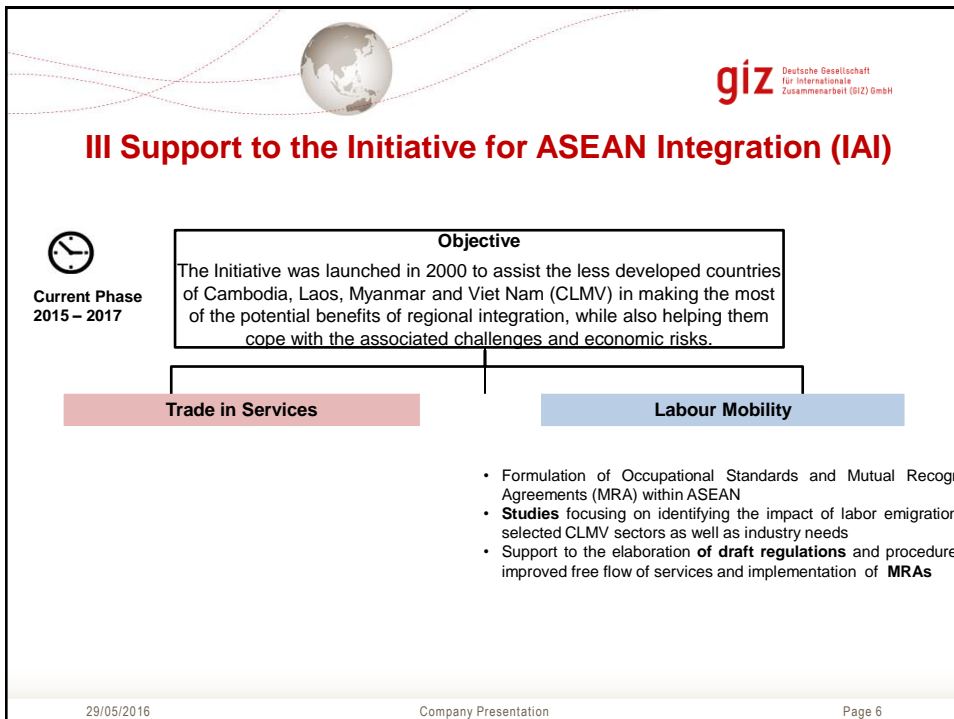 giz Deutsche Gesellschaft
für Internationale
Zusammenarbeit (GIZ) GmbH
III Support to the Initiative for ASEAN Integration (IAI)
Current Phase
2015 – 2017
Objective
The Initiative was launched in 2000 to assist the less developed countries
of Cambodia, Laos, Myanmar and Viet Nam (CLMV) in making the most
of the potential benefits of regional integration, while also helping them
cope with the associated challenges and economic risks.
Trade in Services
Labour Mobility
• Formulation of Occupational Standards and Mutual Recogn
Agreements (MRA) within ASEAN
• Studies focusing on identifying the impact of labor emigration
selected CLMV sectors as well as industry needs
• Support to the elaboration of draft regulations and procedure
improved free flow of services and implementation of MRAs
29/05/2016
Company Presentation
Page 6